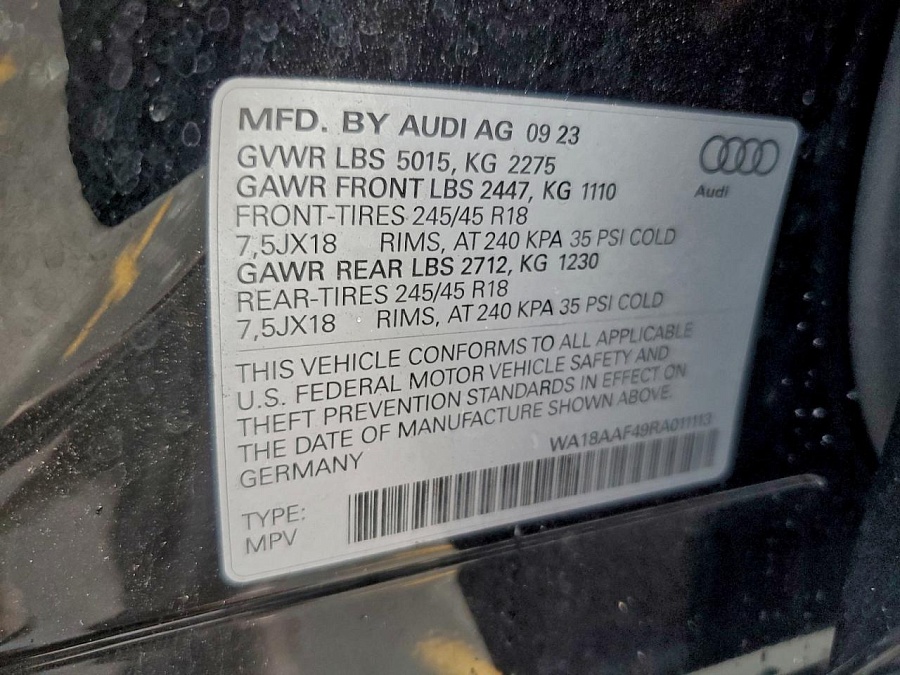 MFD. BY AUDI AG 09 23
GVWR LBS 5015, KG 2275
GAWR FRONT LBS 2447, KG 1110
FRONT-TIRES 245/45 R18
7,5JX18 RIMS, AT 240 KPA 35 PSI COLD
GAWR REAR LBS 2712, KG 1230
REAR-TIRES 245/45 R18
7,5JX18 RIMS, AT 240 KPA 35 PSI COLD
Audi
THIS VEHICLE CONFORMS TO ALL APPLICABLE
U.S. FEDERAL MOTOR VEHICLE SAFETY AND
THEFT PREVENTION STANDARDS IN EFFECT ON
THE DATE OF MANUFACTURE SHOWN ABOVE.
GERMANY
WA18AAF49RA011113
TYPE:
MPV